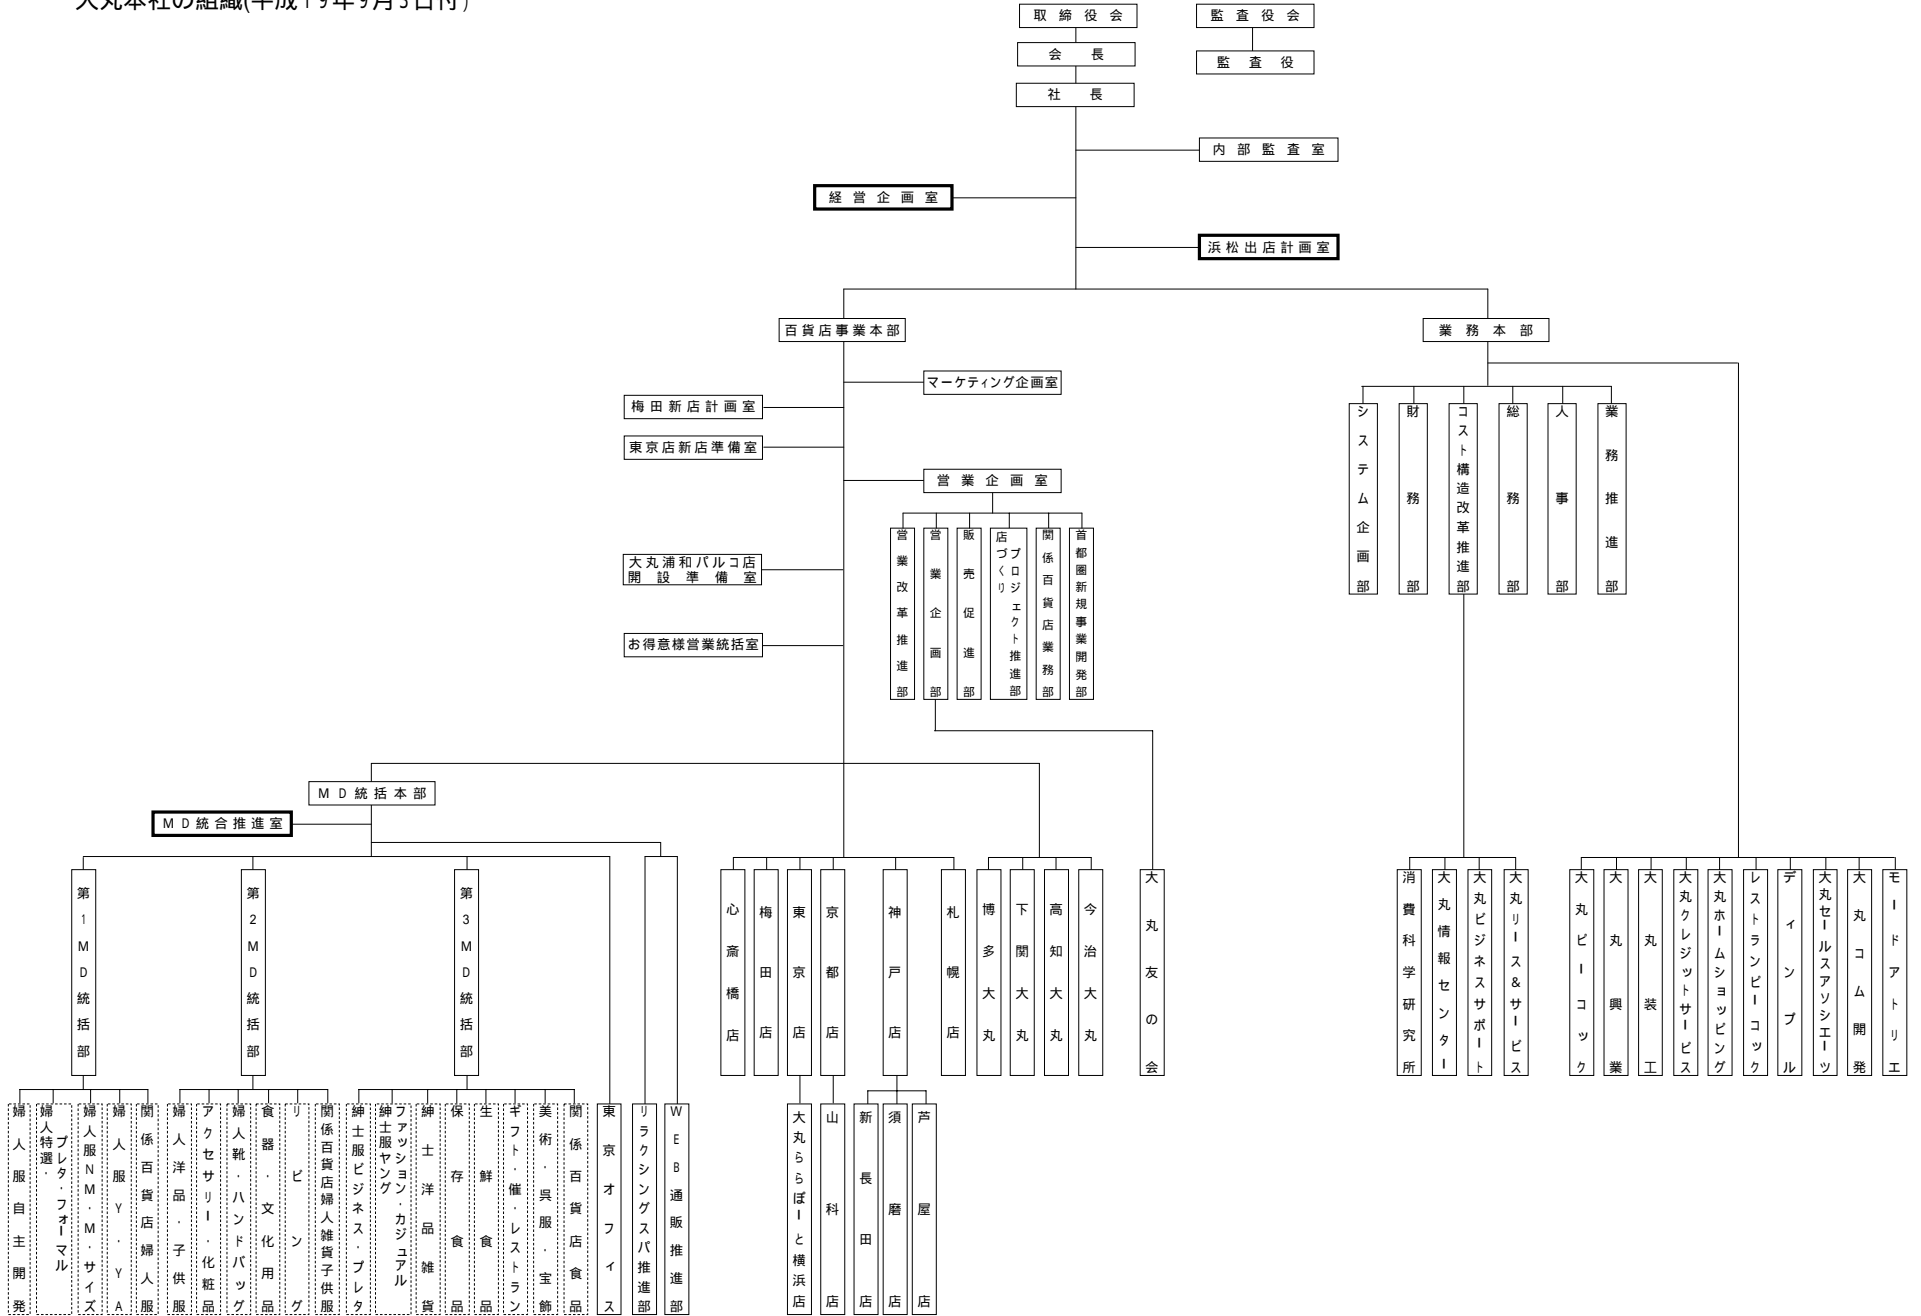 大丸本社の組織(平成19年9月3日付)
取締役会
監査役会
会長
監査役
社長
内部監査室
経営企画室
浜松出店計画室
百貨店事業本部
業務本部
マーケティング企画室
梅田新店計画室
東京店新店準備室
営業企画室
大丸浦和パルコ店
開設準備室
お得意様営業統括室
営業改革推進部
営業企画部
販売促進部
店づくり
プロジェクト推進部
関係百貨店業務部
首都圏新規事業開発部
システム企画部
財務部
コスト構造改革推進部
総務部
人事部
業務推進部
MD統括本部
MD統合推進室
第1MD統括部
第2MD統括部
第3MD統括部
心斎橋店
梅田店
東京店
京都店
神戸店
札幌店
博多大丸
下関大丸
高知大丸
今治大丸
大丸友の会
消費科学研究所
大丸情報センター
大丸ビジネスサポート
大丸リース&サービス
大丸ピーコック
大丸興業
大丸装工
大丸クレジットサービス
大丸ホームショッピング
レストランピーコック
ディンプル
大丸セールスアソシエーツ
大丸コム開発
モードアトリエ
婦人服自主開発
婦人特選・
プレタ・フォーマル
婦人服NM・M・サイズ
婦人服Y・YA
関係百貨店婦人服
婦人洋品・子供服
アクセサリー・化粧品
婦人靴・ハンドバッグ
食器・文化用品
リビング
関係百貨店婦人雑貨子供服
紳士服ビジネス・プレタ
紳士服ヤング
ファッション・カジュアル
紳士洋品雑貨
保存食品
生鮮食品
ギフト・催・レストラン
美術・呉服・宝飾
関係百貨店食品
東京オフィス
リラクシングスパ推進部
WEB通販推進部
大丸ららぽーと横浜店
山科店
新長田店
須磨店
芦屋店